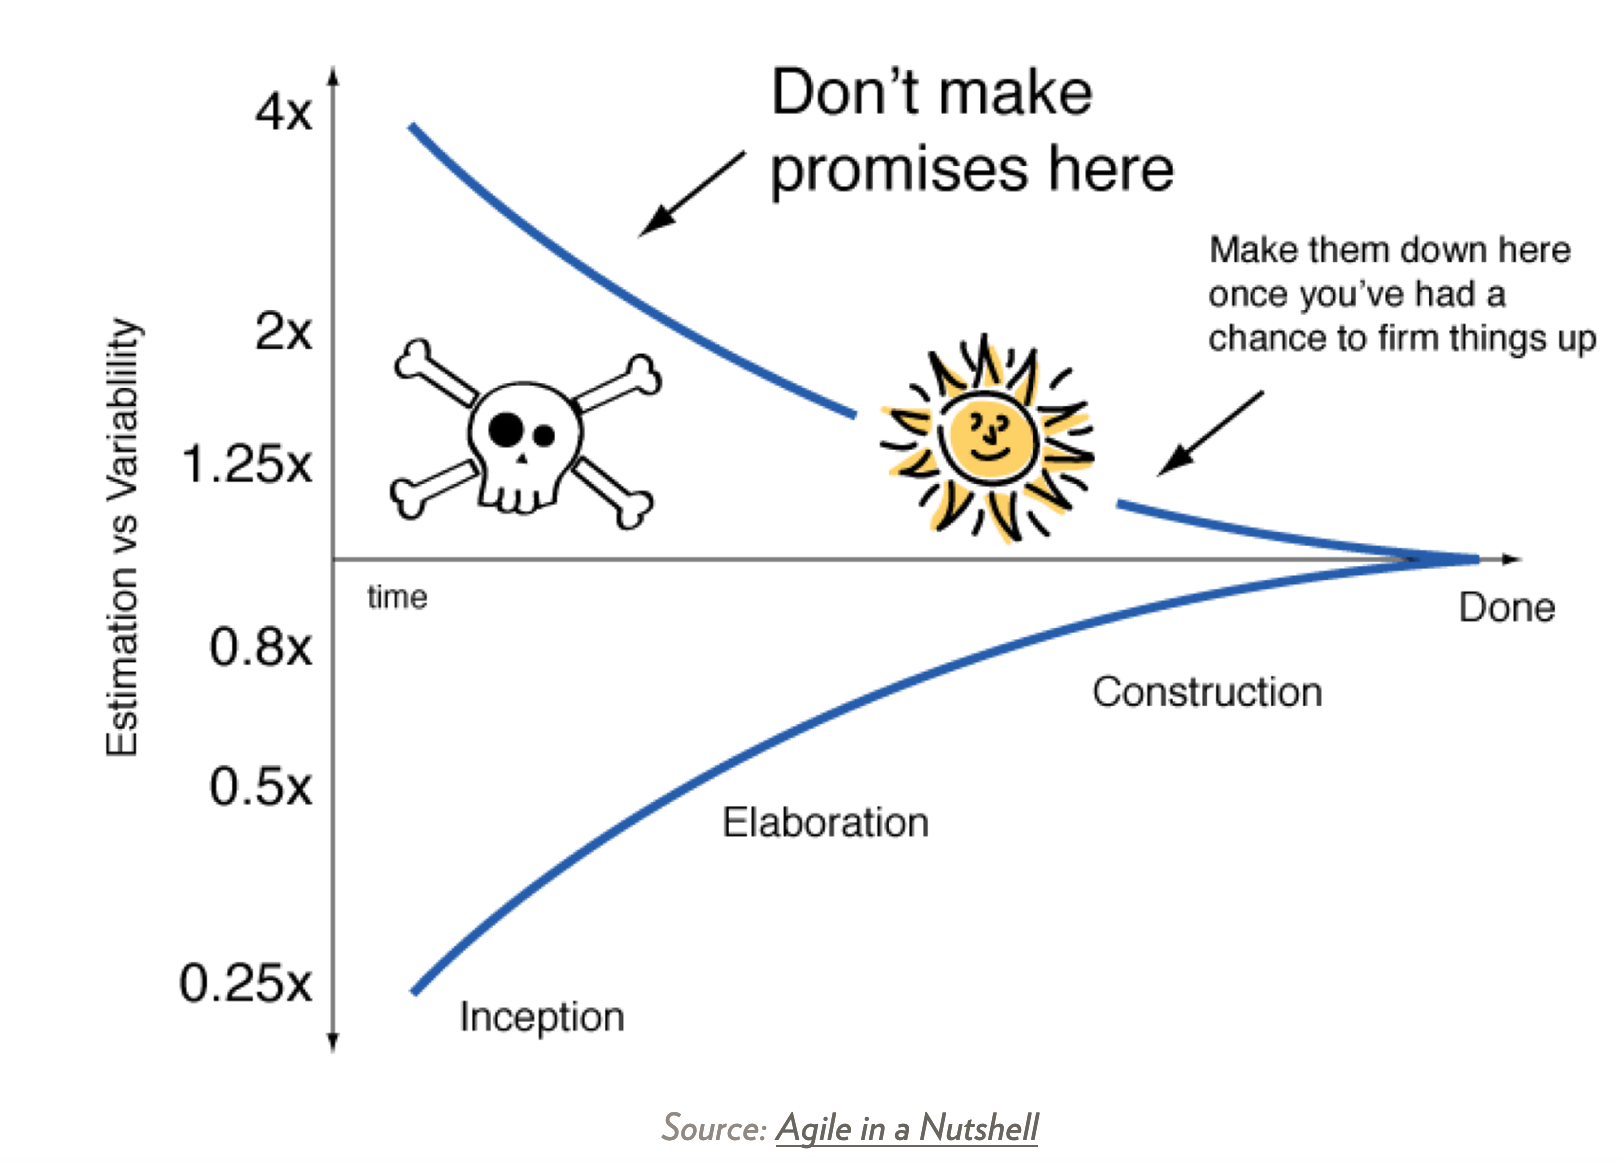 Don't make
promises here
Make them down here
once you've had a
chance to firm things up
Estimation vs Variablility
4x
2x
1.25x
0.8x
0.5x
0.25x
time
Done
Construction
Elaboration
Inception
Source: Agile in a Nutshell